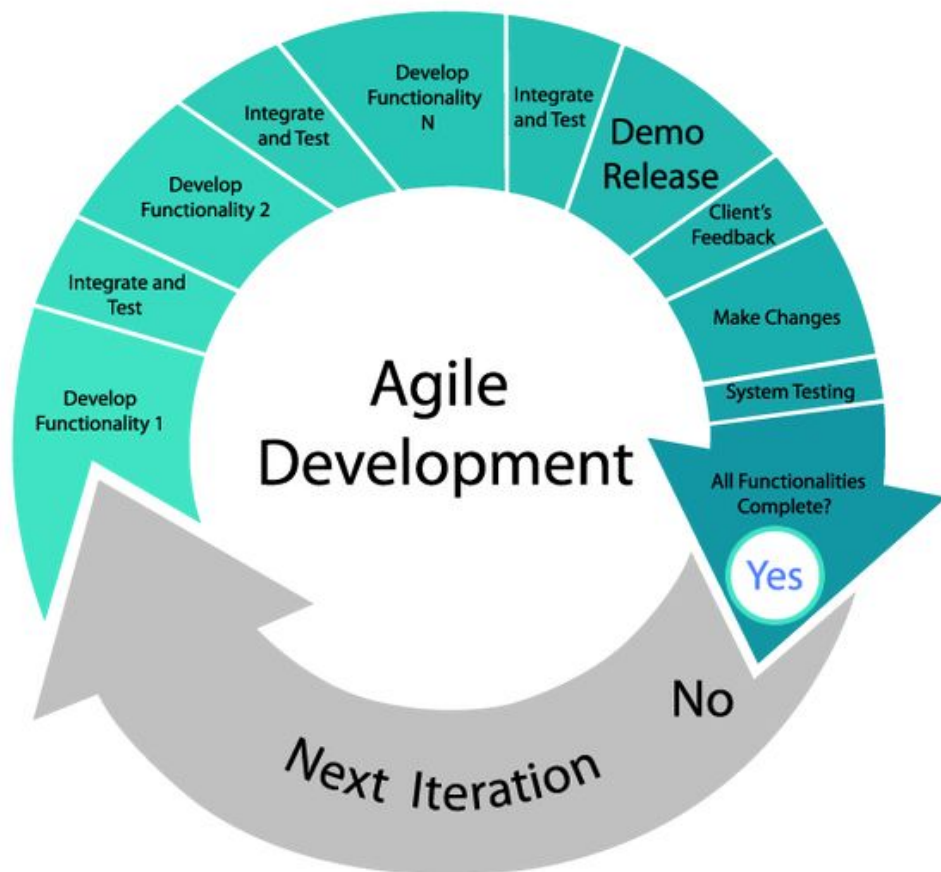 Develop
Functionality 1
Integrate and
Test
Develop
Functionality 2
Integrate
and Test
Develop
Functionality
N
Integrate
and Test
Demo
Release
Client's
Feedback
Make Changes
System Testing
All Functionalities
Complete?
Yes
No
Next Iteration
Agile
Development